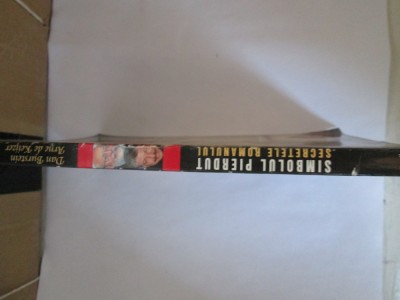 Dan Burstein
Arne de Keijzer
SIMBOLUL PIERDUT
SECRETELE ROMANULUI